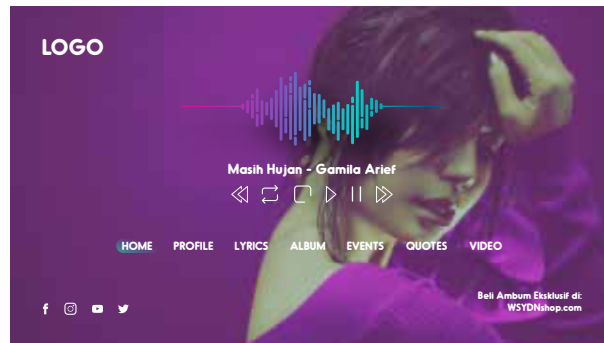 LOGO
Masih Hujan - Gamila Arief
HOME PROFILE LYRICS ALBUM EVENTS QUOTES VIDEO
Beli Ambum Eksklusif di:
WSYDNshop.com